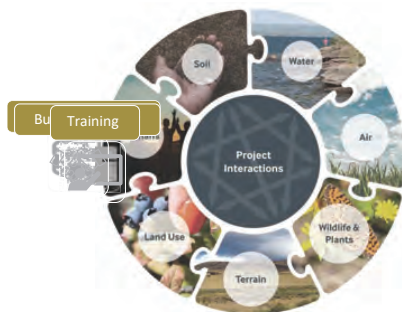 Soil
Water
Bu
Training
Air
Project
Interactions
Land Use
Wildlife &
Plants
Terrain